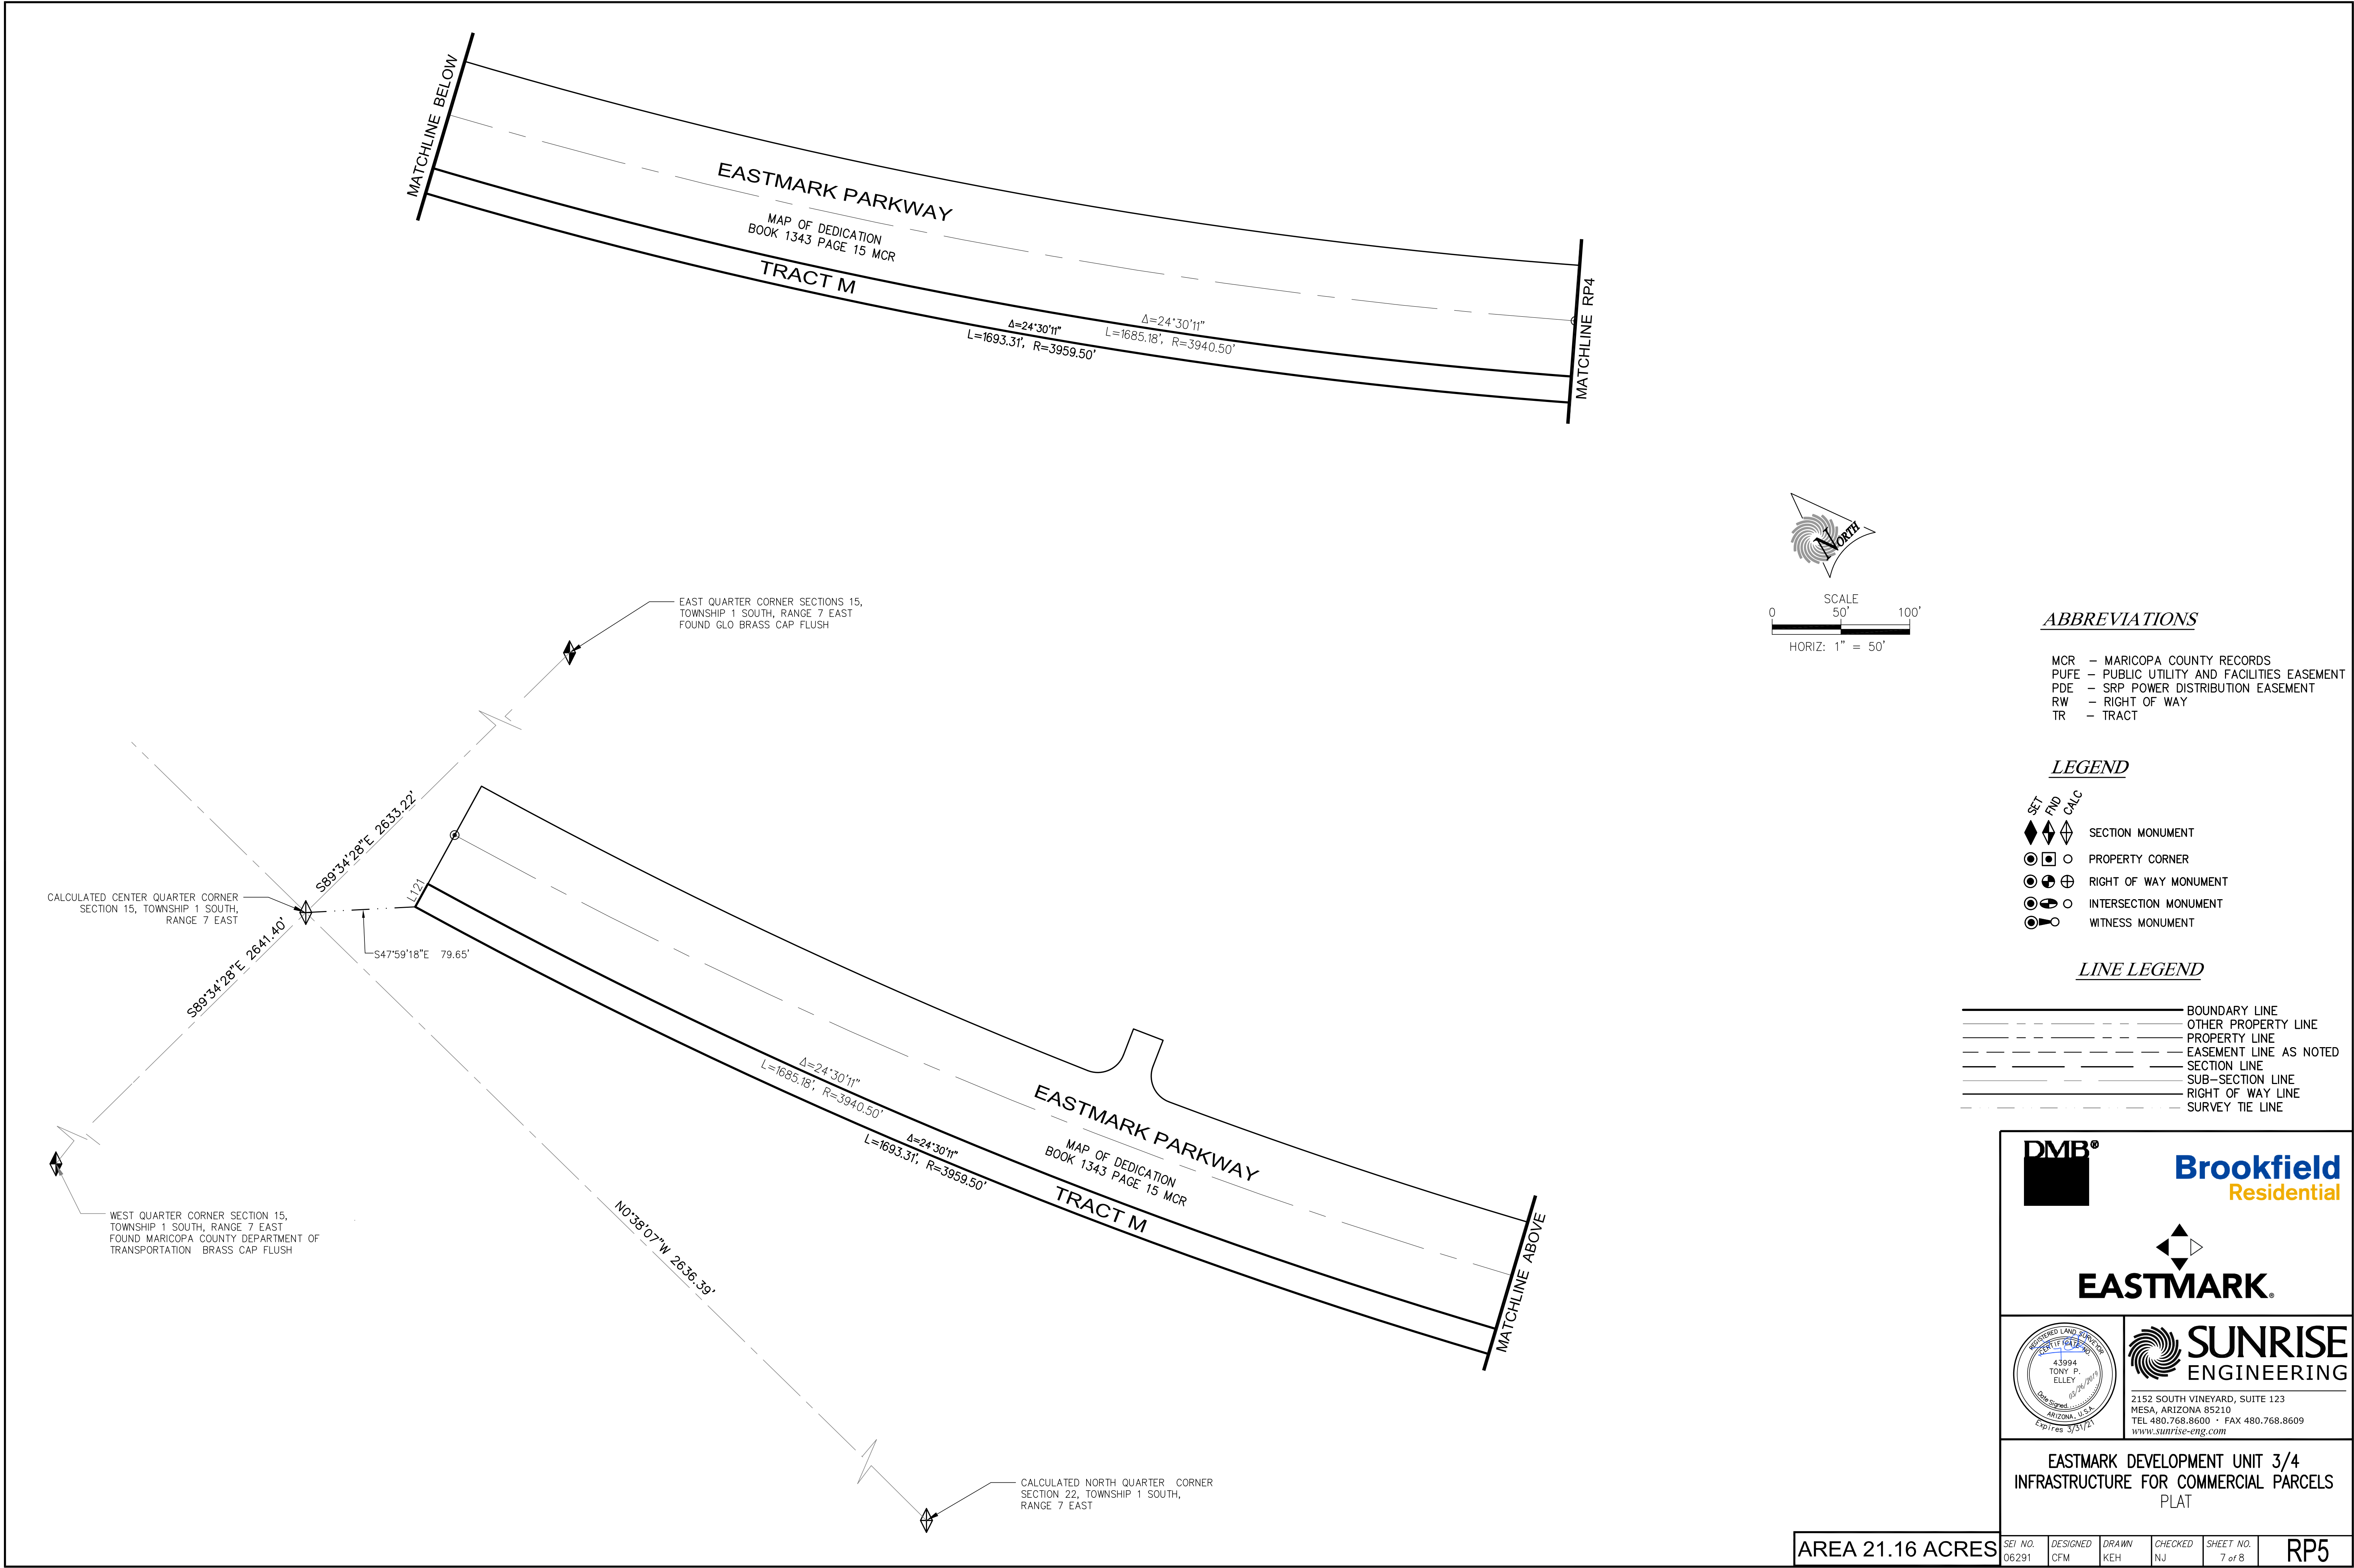 MATCHLINE BELOW
EASTMARK PARKWAY
MAP OF DEDICATION
BOOK 1343 PAGE 15 MCR
TRACT M
Δ=24°30'11"
L=1693.31', R=3959.50'
Δ=24°30'11"
L=1685.18', R=3940.50'
MATCHLINE RP4
NORTH
SCALE
0 50' 100'
HORIZ: 1" = 50'
EAST QUARTER CORNER SECTIONS 15,
TOWNSHIP 1 SOUTH, RANGE 7 EAST
FOUND GLO BRASS CAP FLUSH
S89°34'28"E 2633.22'
CALCULATED CENTER QUARTER CORNER
SECTION 15, TOWNSHIP 1 SOUTH,
RANGE 7 EAST
L121
S47°59'18"E 79.65'
S89°34'28"E 2641.40'
WEST QUARTER CORNER SECTION 15,
TOWNSHIP 1 SOUTH, RANGE 7 EAST
FOUND MARICOPA COUNTY DEPARTMENT OF
TRANSPORTATION BRASS CAP FLUSH
Δ=24°30'11"
L=1685.18', R=3940.50'
Δ=24°30'11"
L=1693.31', R=3959.50'
EASTMARK PARKWAY
MAP OF DEDICATION
BOOK 1343 PAGE 15 MCR
TRACT M
MATCHLINE ABOVE
N0°38'07"W 2636.39'
CALCULATED NORTH QUARTER CORNER
SECTION 22, TOWNSHIP 1 SOUTH,
RANGE 7 EAST
ABBREVIATIONS
MCR – MARICOPA COUNTY RECORDS
PUFE – PUBLIC UTILITY AND FACILITIES EASEMENT
PDE – SRP POWER DISTRIBUTION EASEMENT
RW – RIGHT OF WAY
TR – TRACT
LEGEND
SET FND CALC
SECTION MONUMENT
PROPERTY CORNER
RIGHT OF WAY MONUMENT
INTERSECTION MONUMENT
WITNESS MONUMENT
LINE LEGEND
BOUNDARY LINE
OTHER PROPERTY LINE
PROPERTY LINE
EASEMENT LINE AS NOTED
SECTION LINE
SUB–SECTION LINE
RIGHT OF WAY LINE
SURVEY TIE LINE
DMB®
Brookfield
Residential
EASTMARK®
REGISTERED LAND SURVEYOR
CERTIFICATE NO.
43994
TONY P.
ELLEY
Date Signed
ARIZONA, U.S.A.
Expires 3/31/21
SUNRISE
ENGINEERING
2152 SOUTH VINEYARD, SUITE 123
MESA, ARIZONA 85210
TEL 480.768.8600 · FAX 480.768.8609
www.sunrise-eng.com
EASTMARK DEVELOPMENT UNIT 3/4
INFRASTRUCTURE FOR COMMERCIAL PARCELS
PLAT
AREA 21.16 ACRES
SEI NO. DESIGNED DRAWN CHECKED SHEET NO.
06291 CFM KEH NJ 7 of 8
RP5